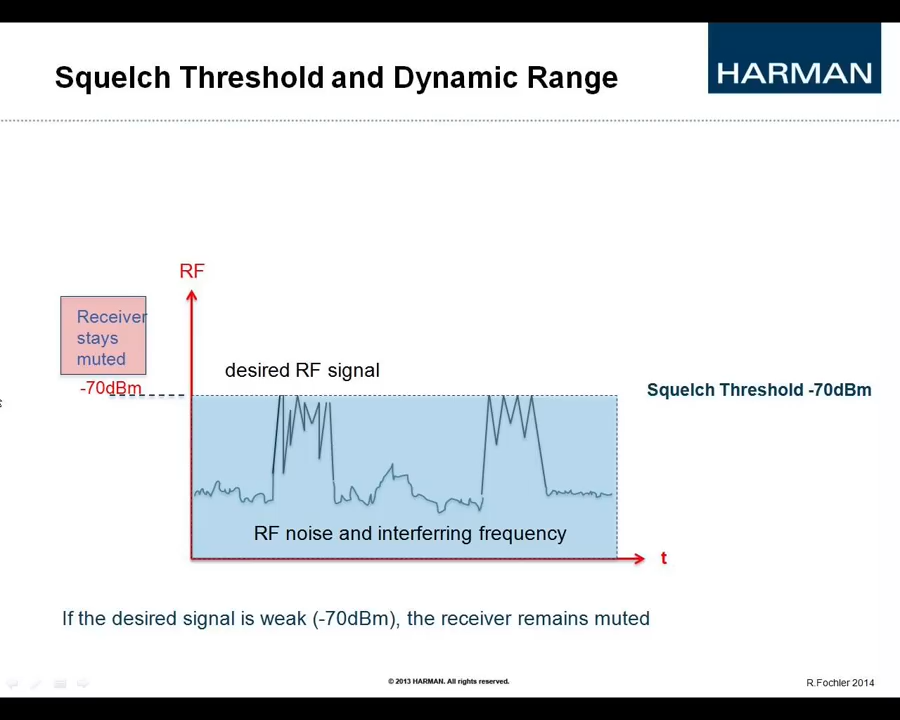 Squelch Threshold and Dynamic Range
HARMAN
RF
Receiver
stays
muted
-70dBm
desired RF signal
Squelch Threshold -70dBm
s
RF noise and interferring frequency
t
If the desired signal is weak (-70dBm), the receiver remains muted
© 2013 HARMAN. All rights reserved.
R.Fochler 2014